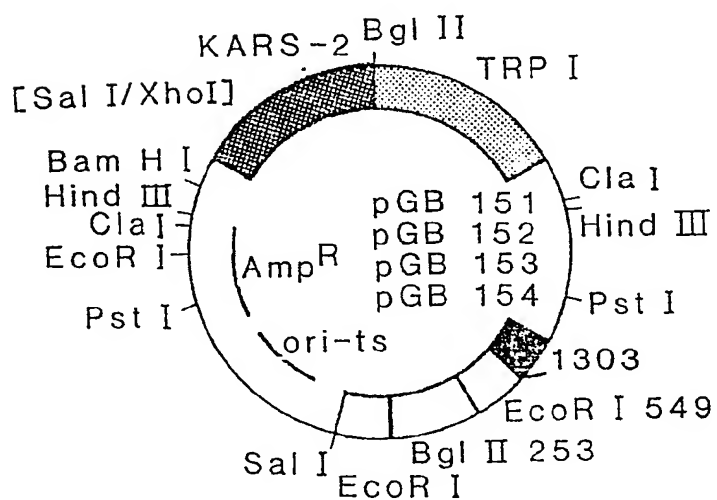 KARS-2
Bgl II
TRP I
[Sal I/XhoI]
Bam H I
Hind III
Cla I
EcoR I
Pst I
Cla I
Hind III
Pst I
pGB 151
pGB 152
pGB 153
pGB 154
AmpR
ori-ts
1303
EcoR I 549
Bgl II 253
EcoR I
Sal I